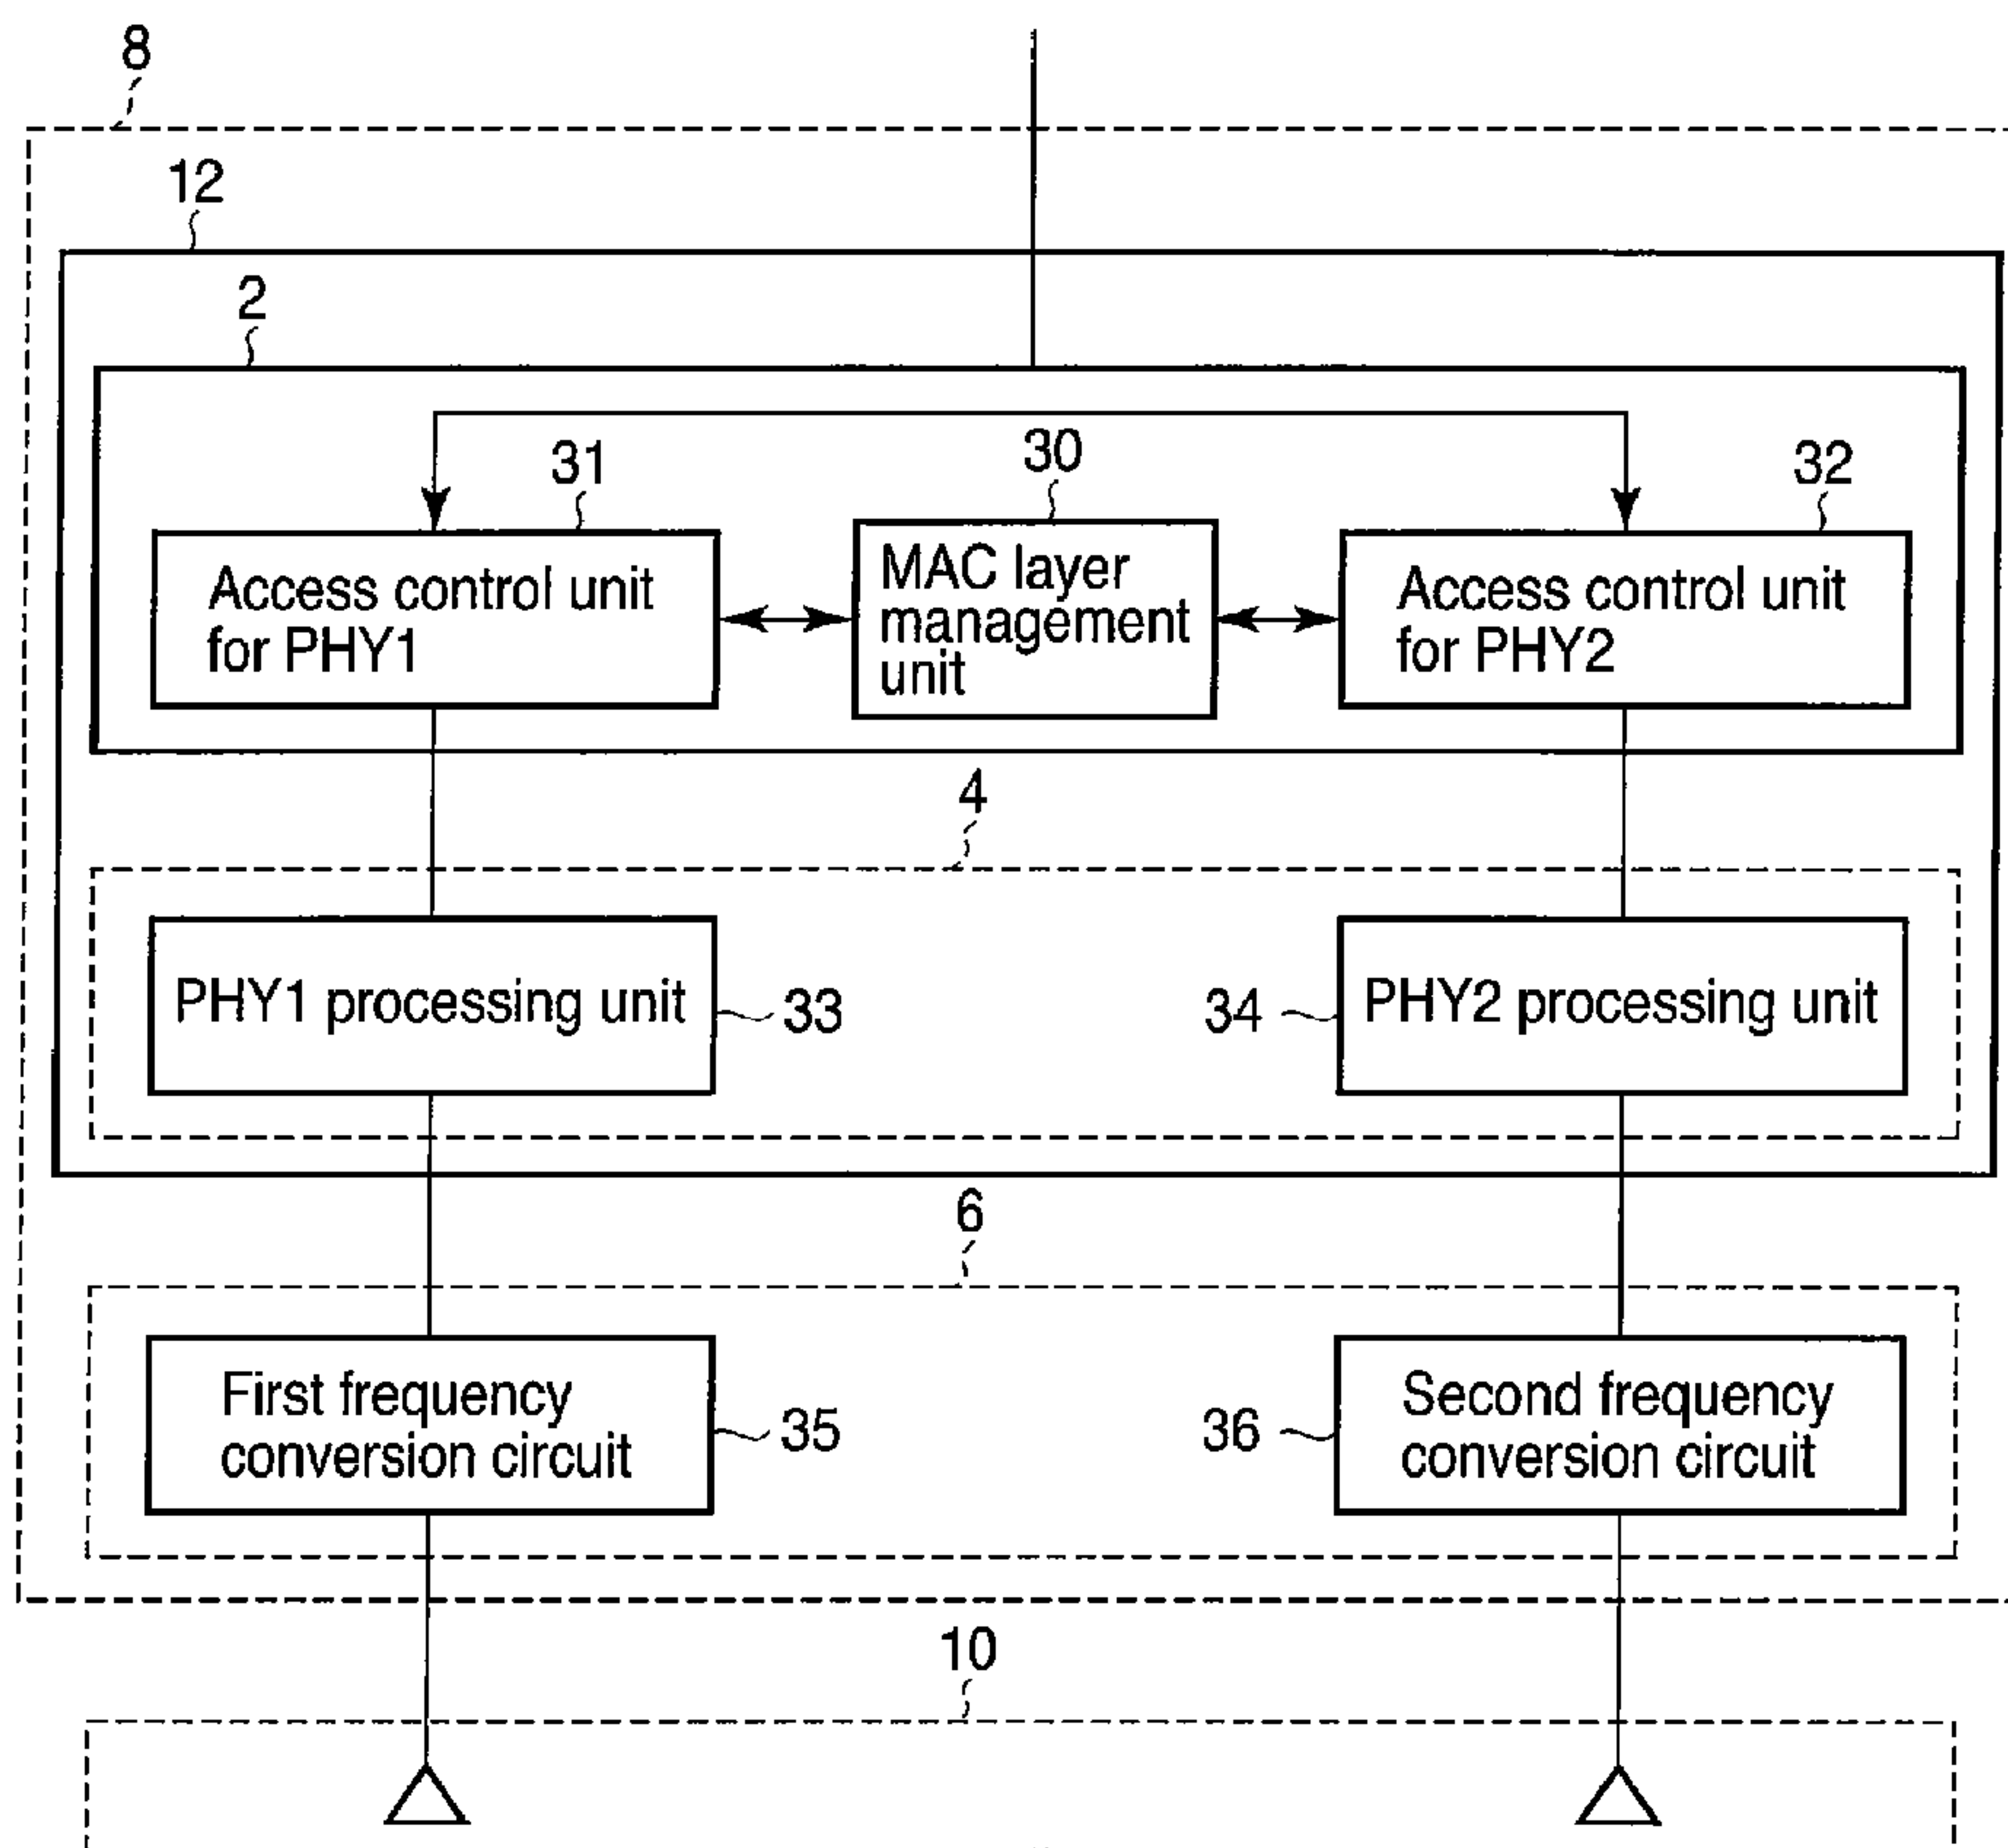 8
12
2
31
30
32
Access control unit
for PHY1
MAC layer
management
unit
Access control unit
for PHY2
4
PHY1 processing unit
33
34
PHY2 processing unit
6
First frequency
conversion circuit
35
36
Second frequency
conversion circuit
10